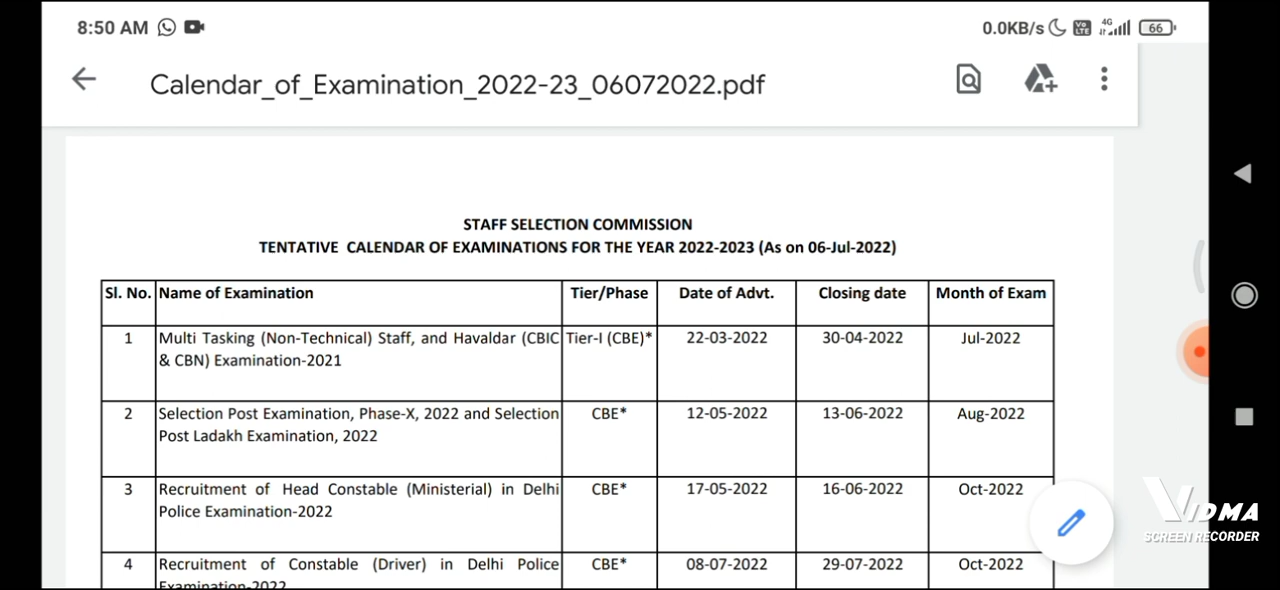 8:50 AM
0.0KB/s Vo LTE 4G 66
Calendar_of_Examination_2022-23_06072022.pdf
STAFF SELECTION COMMISSION
TENTATIVE CALENDAR OF EXAMINATIONS FOR THE YEAR 2022-2023 (As on 06-Jul-2022)
Sl. No. Name of Examination Tier/Phase Date of Advt. Closing date Month of Exam
1 Multi Tasking (Non-Technical) Staff, and Havaldar (CBIC Tier-I (CBE)* 22-03-2022 30-04-2022 Jul-2022
& CBN) Examination-2021
2 Selection Post Examination, Phase-X, 2022 and Selection CBE* 12-05-2022 13-06-2022 Aug-2022
Post Ladakh Examination, 2022
3 Recruitment of Head Constable (Ministerial) in Delhi CBE* 17-05-2022 16-06-2022 Oct-2022
Police Examination-2022
4 Recruitment of Constable (Driver) in Delhi Police CBE* 08-07-2022 29-07-2022 Oct-2022
Examination-2022
VIDMA
SCREEN RECORDER